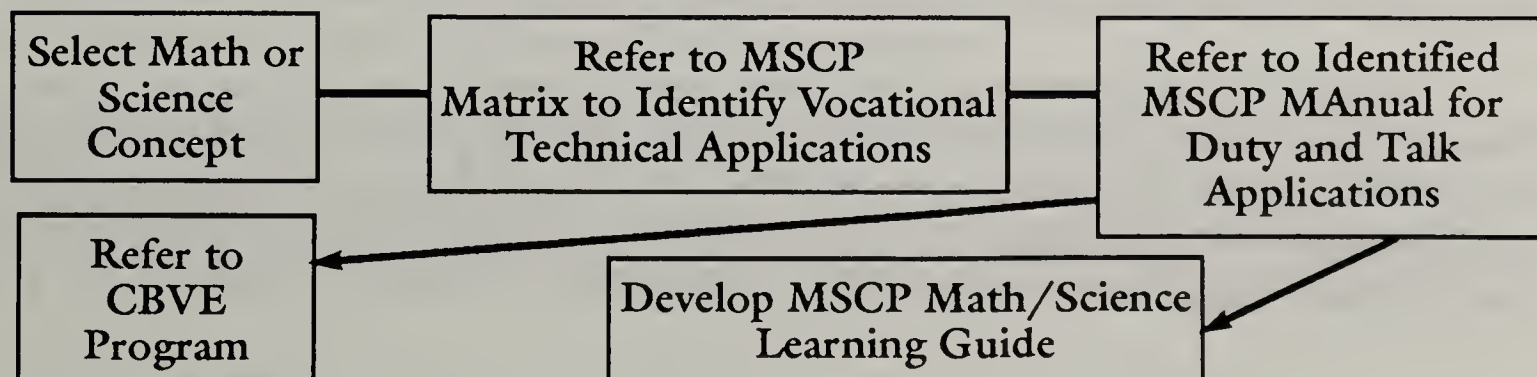 Select Math or
Science
Concept
Refer to MSCP
Matrix to Identify Vocational
Technical Applications
Refer to Identified
MSCP MAnual for
Duty and Talk
Applications
Refer to
CBVE
Program
Develop MSCP Math/Science
Learning Guide